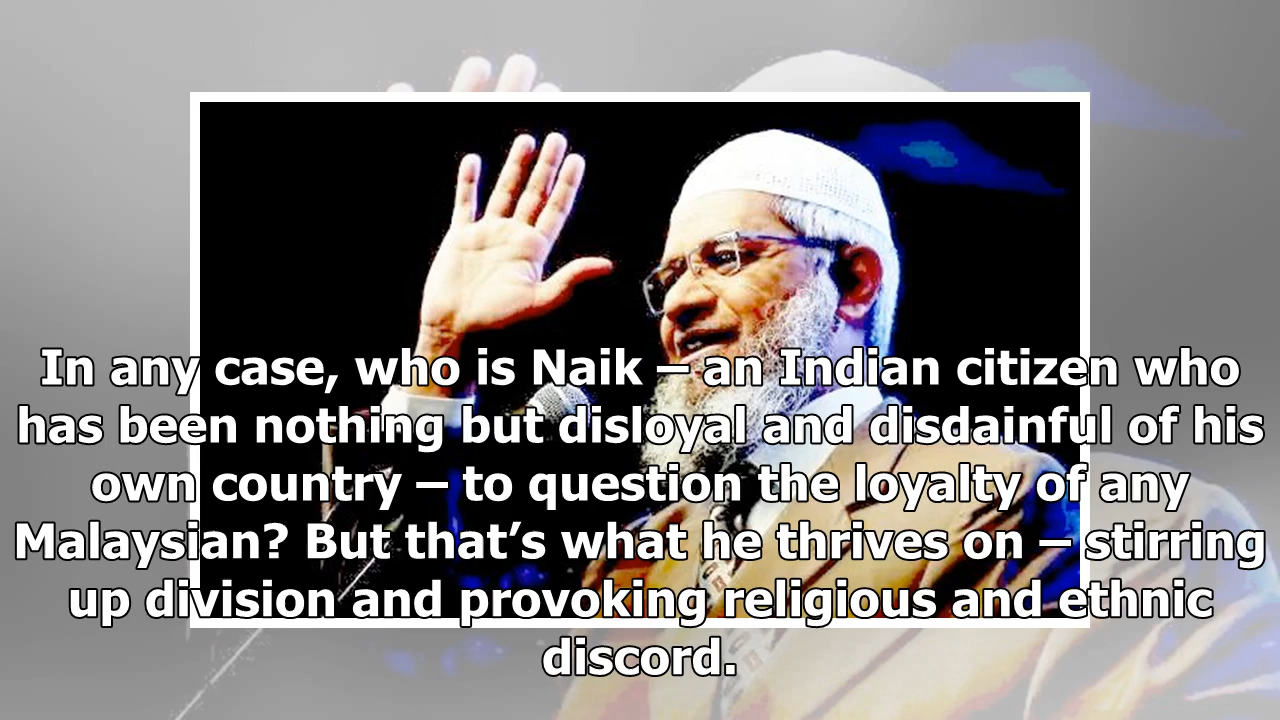 In any case, who is Naik – an Indian citizen who
has been nothing but disloyal and disdainful of his
own country – to question the loyalty of any
Malaysian? But that’s what he thrives on – stirring
up division and provoking religious and ethnic
discord.